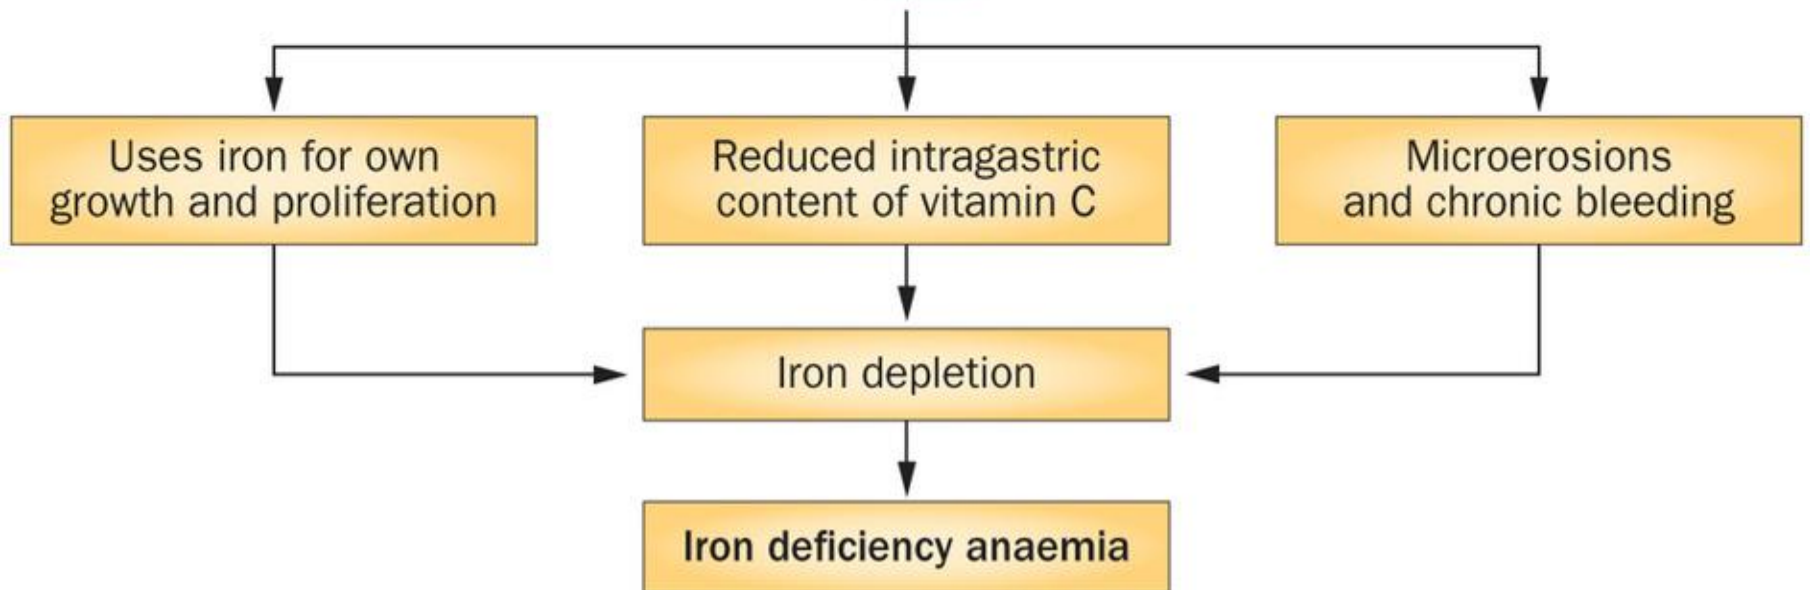 Uses iron for own
growth and proliferation
Reduced intragastric
content of vitamin C
Microerosions
and chronic bleeding
Iron depletion
Iron deficiency anaemia